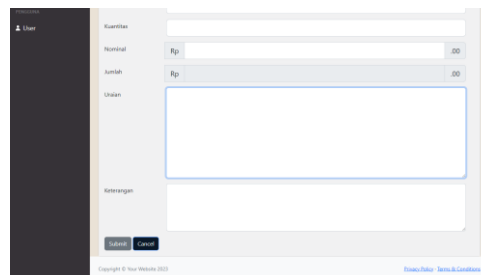 PENGGUNA
User
Kuantitas
Nominal
Rp
.00
Jumlah
Rp
.00
Uraian
Keterangan
Submit
Cancel
Copyright © Your Website 2023
Privacy Policy · Terms & Conditions